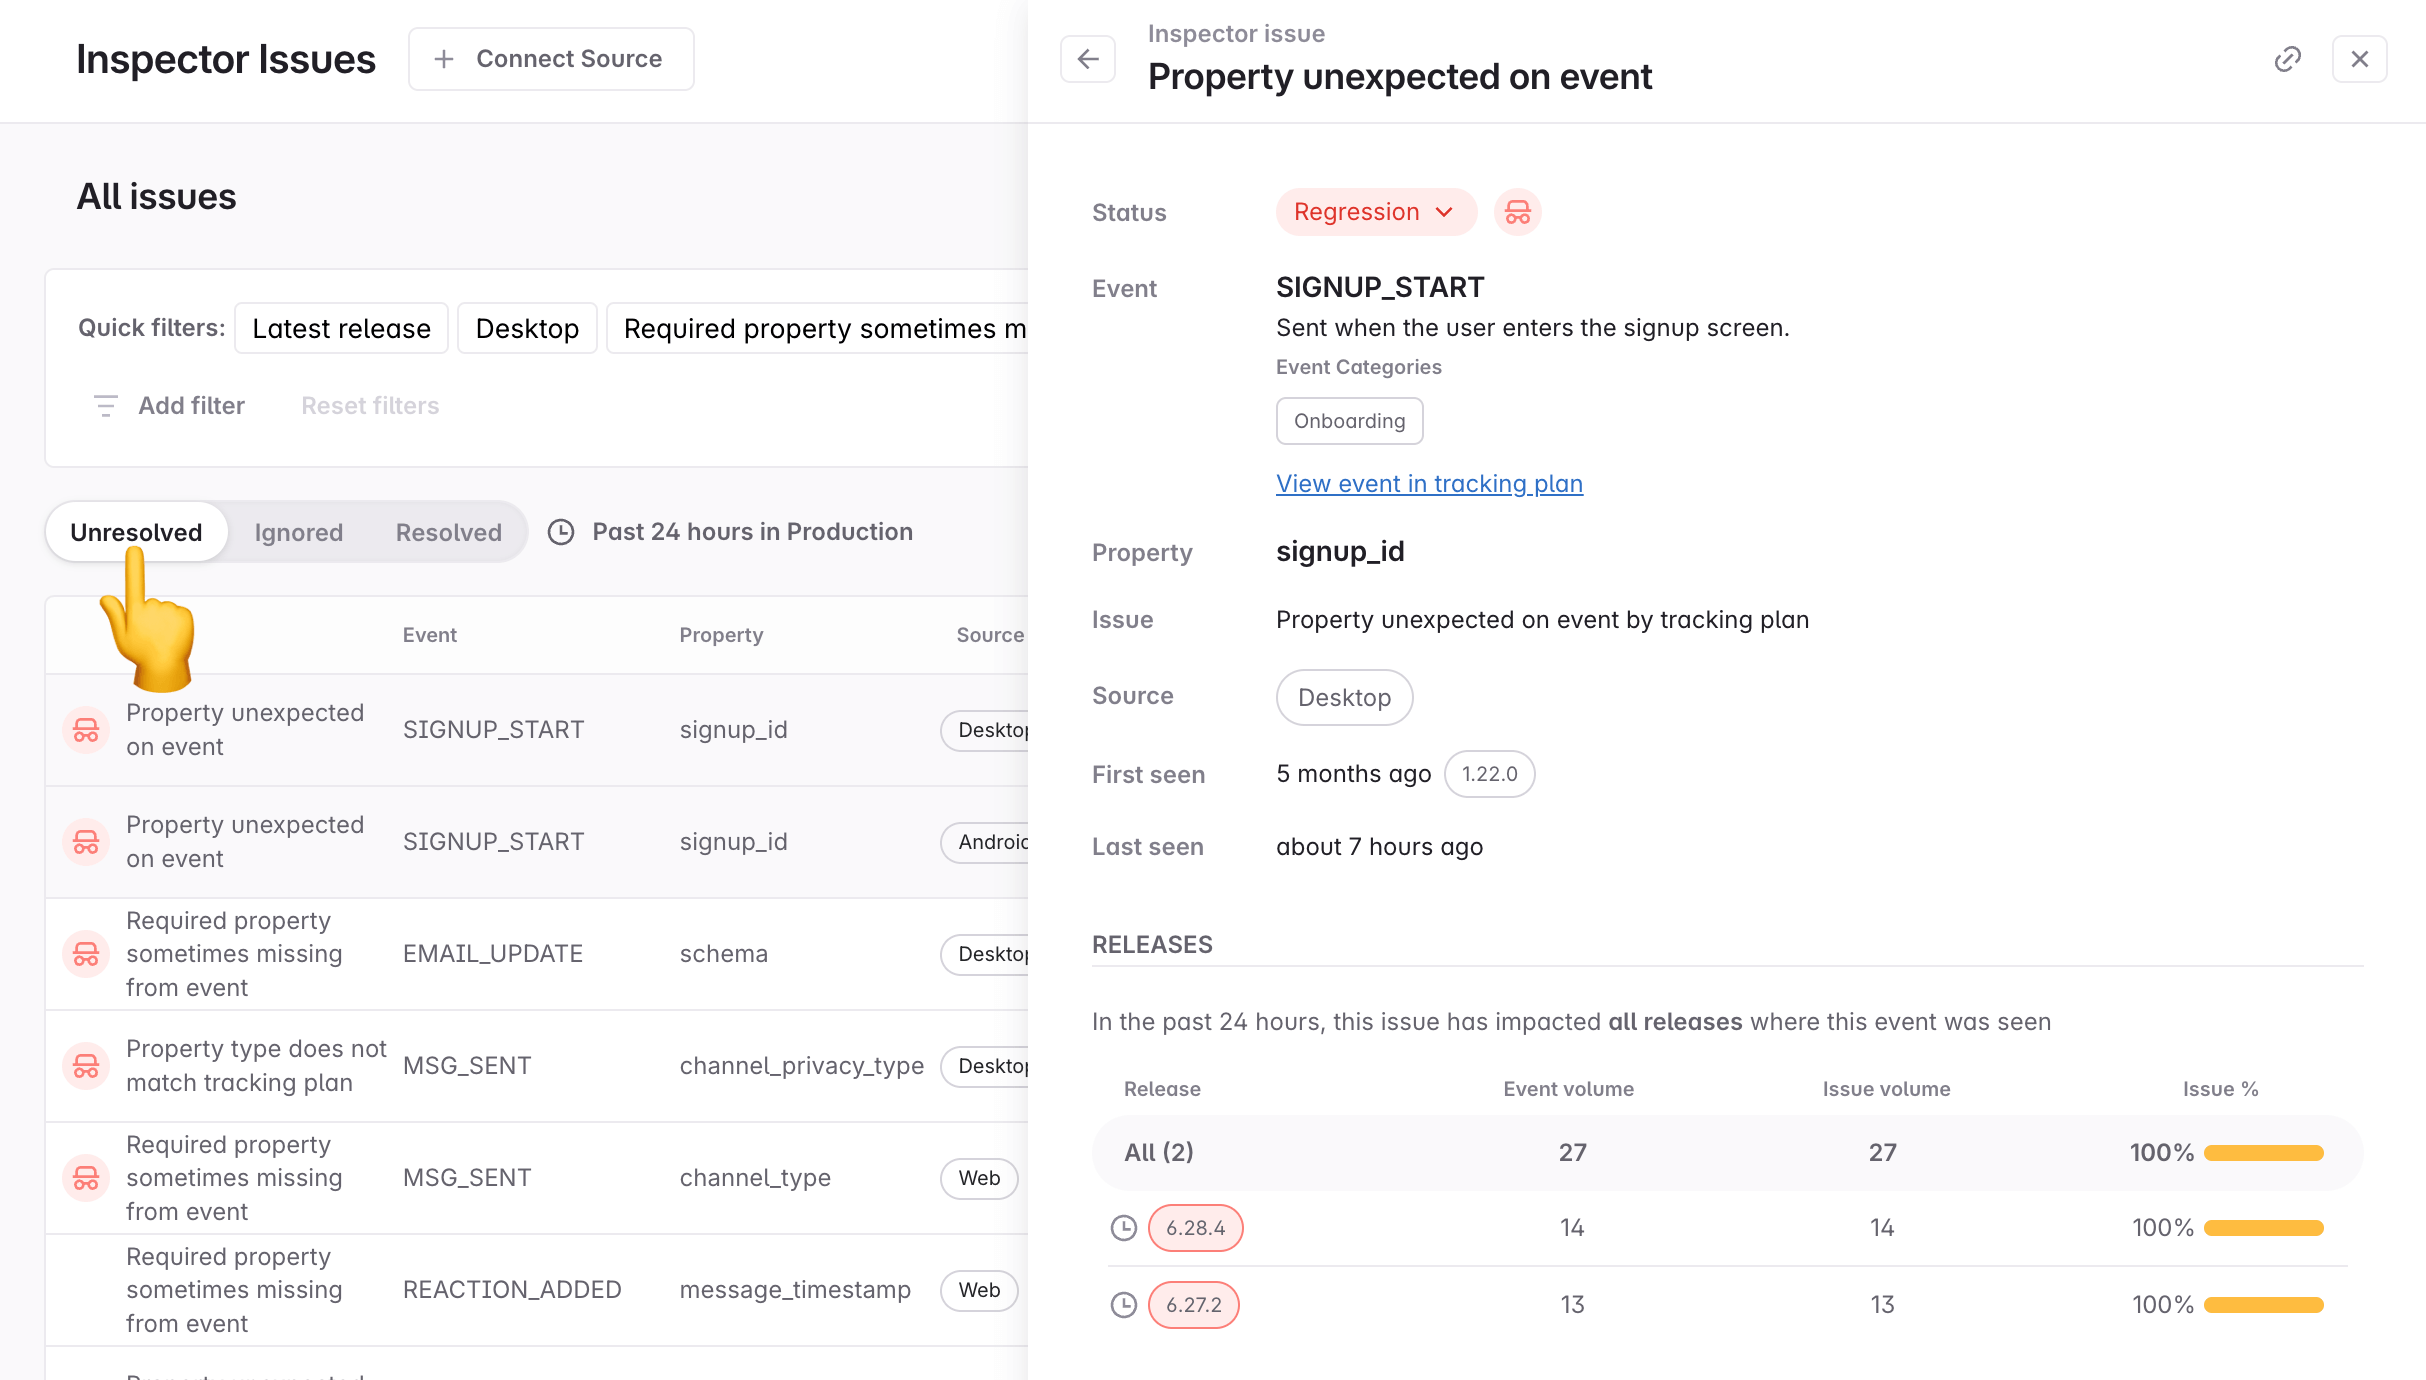 Inspector Issues
Connect Source
All issues
Quick filters: Latest release Desktop Required property sometimes m
Add filter Reset filters
Unresolved Ignored Resolved Past 24 hours in Production
Event Property Source
Property unexpected
on event
SIGNUP_START signup_id Desktop
Property unexpected
on event
SIGNUP_START signup_id Android
Required property
sometimes missing
from event
EMAIL_UPDATE schema Desktop
Property type does not
match tracking plan
MSG_SENT channel_privacy_type Desktop
Required property
sometimes missing
from event
MSG_SENT channel_type Web
Required property
sometimes missing
from event
REACTION_ADDED message_timestamp Web
Inspector issue
Property unexpected on event
Status Regression
Event SIGNUP_START
Sent when the user enters the signup screen.
Event Categories
Onboarding
View event in tracking plan
Property signup_id
Issue Property unexpected on event by tracking plan
Source Desktop
First seen 5 months ago 1.22.0
Last seen about 7 hours ago
RELEASES
In the past 24 hours, this issue has impacted all releases where this event was seen
Release Event volume Issue volume Issue %
All (2) 27 27 100%
6.28.4 14 14 100%
6.27.2 13 13 100%